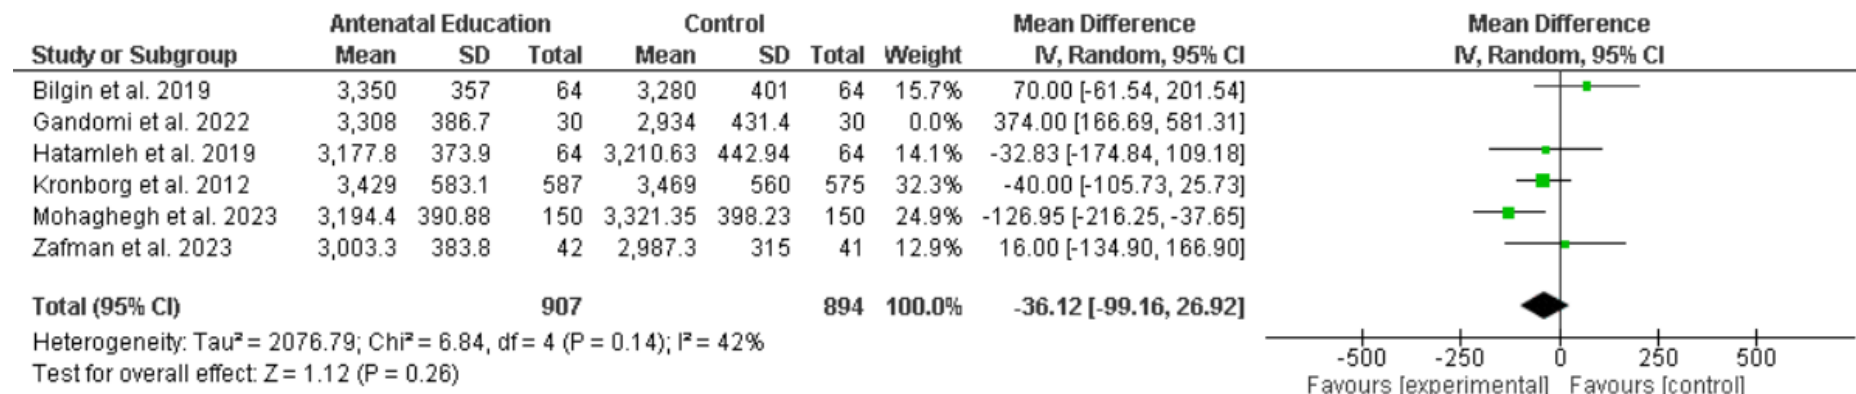 Antenatal Education Control Mean Difference Mean Difference
Study or Subgroup Mean SD Total Mean SD Total Weight IV, Random, 95% CI IV, Random, 95% CI
Bilgin et al. 2019 3,350 357 64 3,280 401 64 15.7% 70.00 [-61.54, 201.54]
Gandomi et al. 2022 3,308 386.7 30 2,934 431.4 30 0.0% 374.00 [166.69, 581.31]
Hatamleh et al. 2019 3,177.8 373.9 64 3,210.63 442.94 64 14.1% -32.83 [-174.84, 109.18]
Kronborg et al. 2012 3,429 583.1 587 3,469 560 575 32.3% -40.00 [-105.73, 25.73]
Mohaghegh et al. 2023 3,194.4 390.88 150 3,321.35 398.23 150 24.9% -126.95 [-216.25, -37.65]
Zafman et al. 2023 3,003.3 383.8 42 2,987.3 315 41 12.9% 16.00 [-134.90, 166.90]
Total (95% CI) 907 894 100.0% -36.12 [-99.16, 26.92]
Heterogeneity: Tau² = 2076.79; Chi² = 6.84, df = 4 (P = 0.14); I² = 42%
Test for overall effect: Z = 1.12 (P = 0.26)
-500 -250 0 250 500
Favours [experimental] Favours [control]